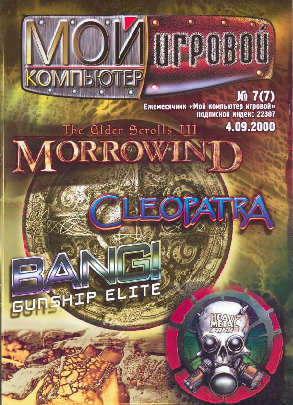 МОЙ ИГРОВОЙ
КОМПЬЮТЕР
№ 7(7)
Ежемесячник «Мой компьютер игровой»
подписной индекс: 22307
4.09.2000
The Elder Scrolls III
MORROWIND
CLEOPATRA
BANG!
GUNSHIP ELITE
HEAVY
METAL